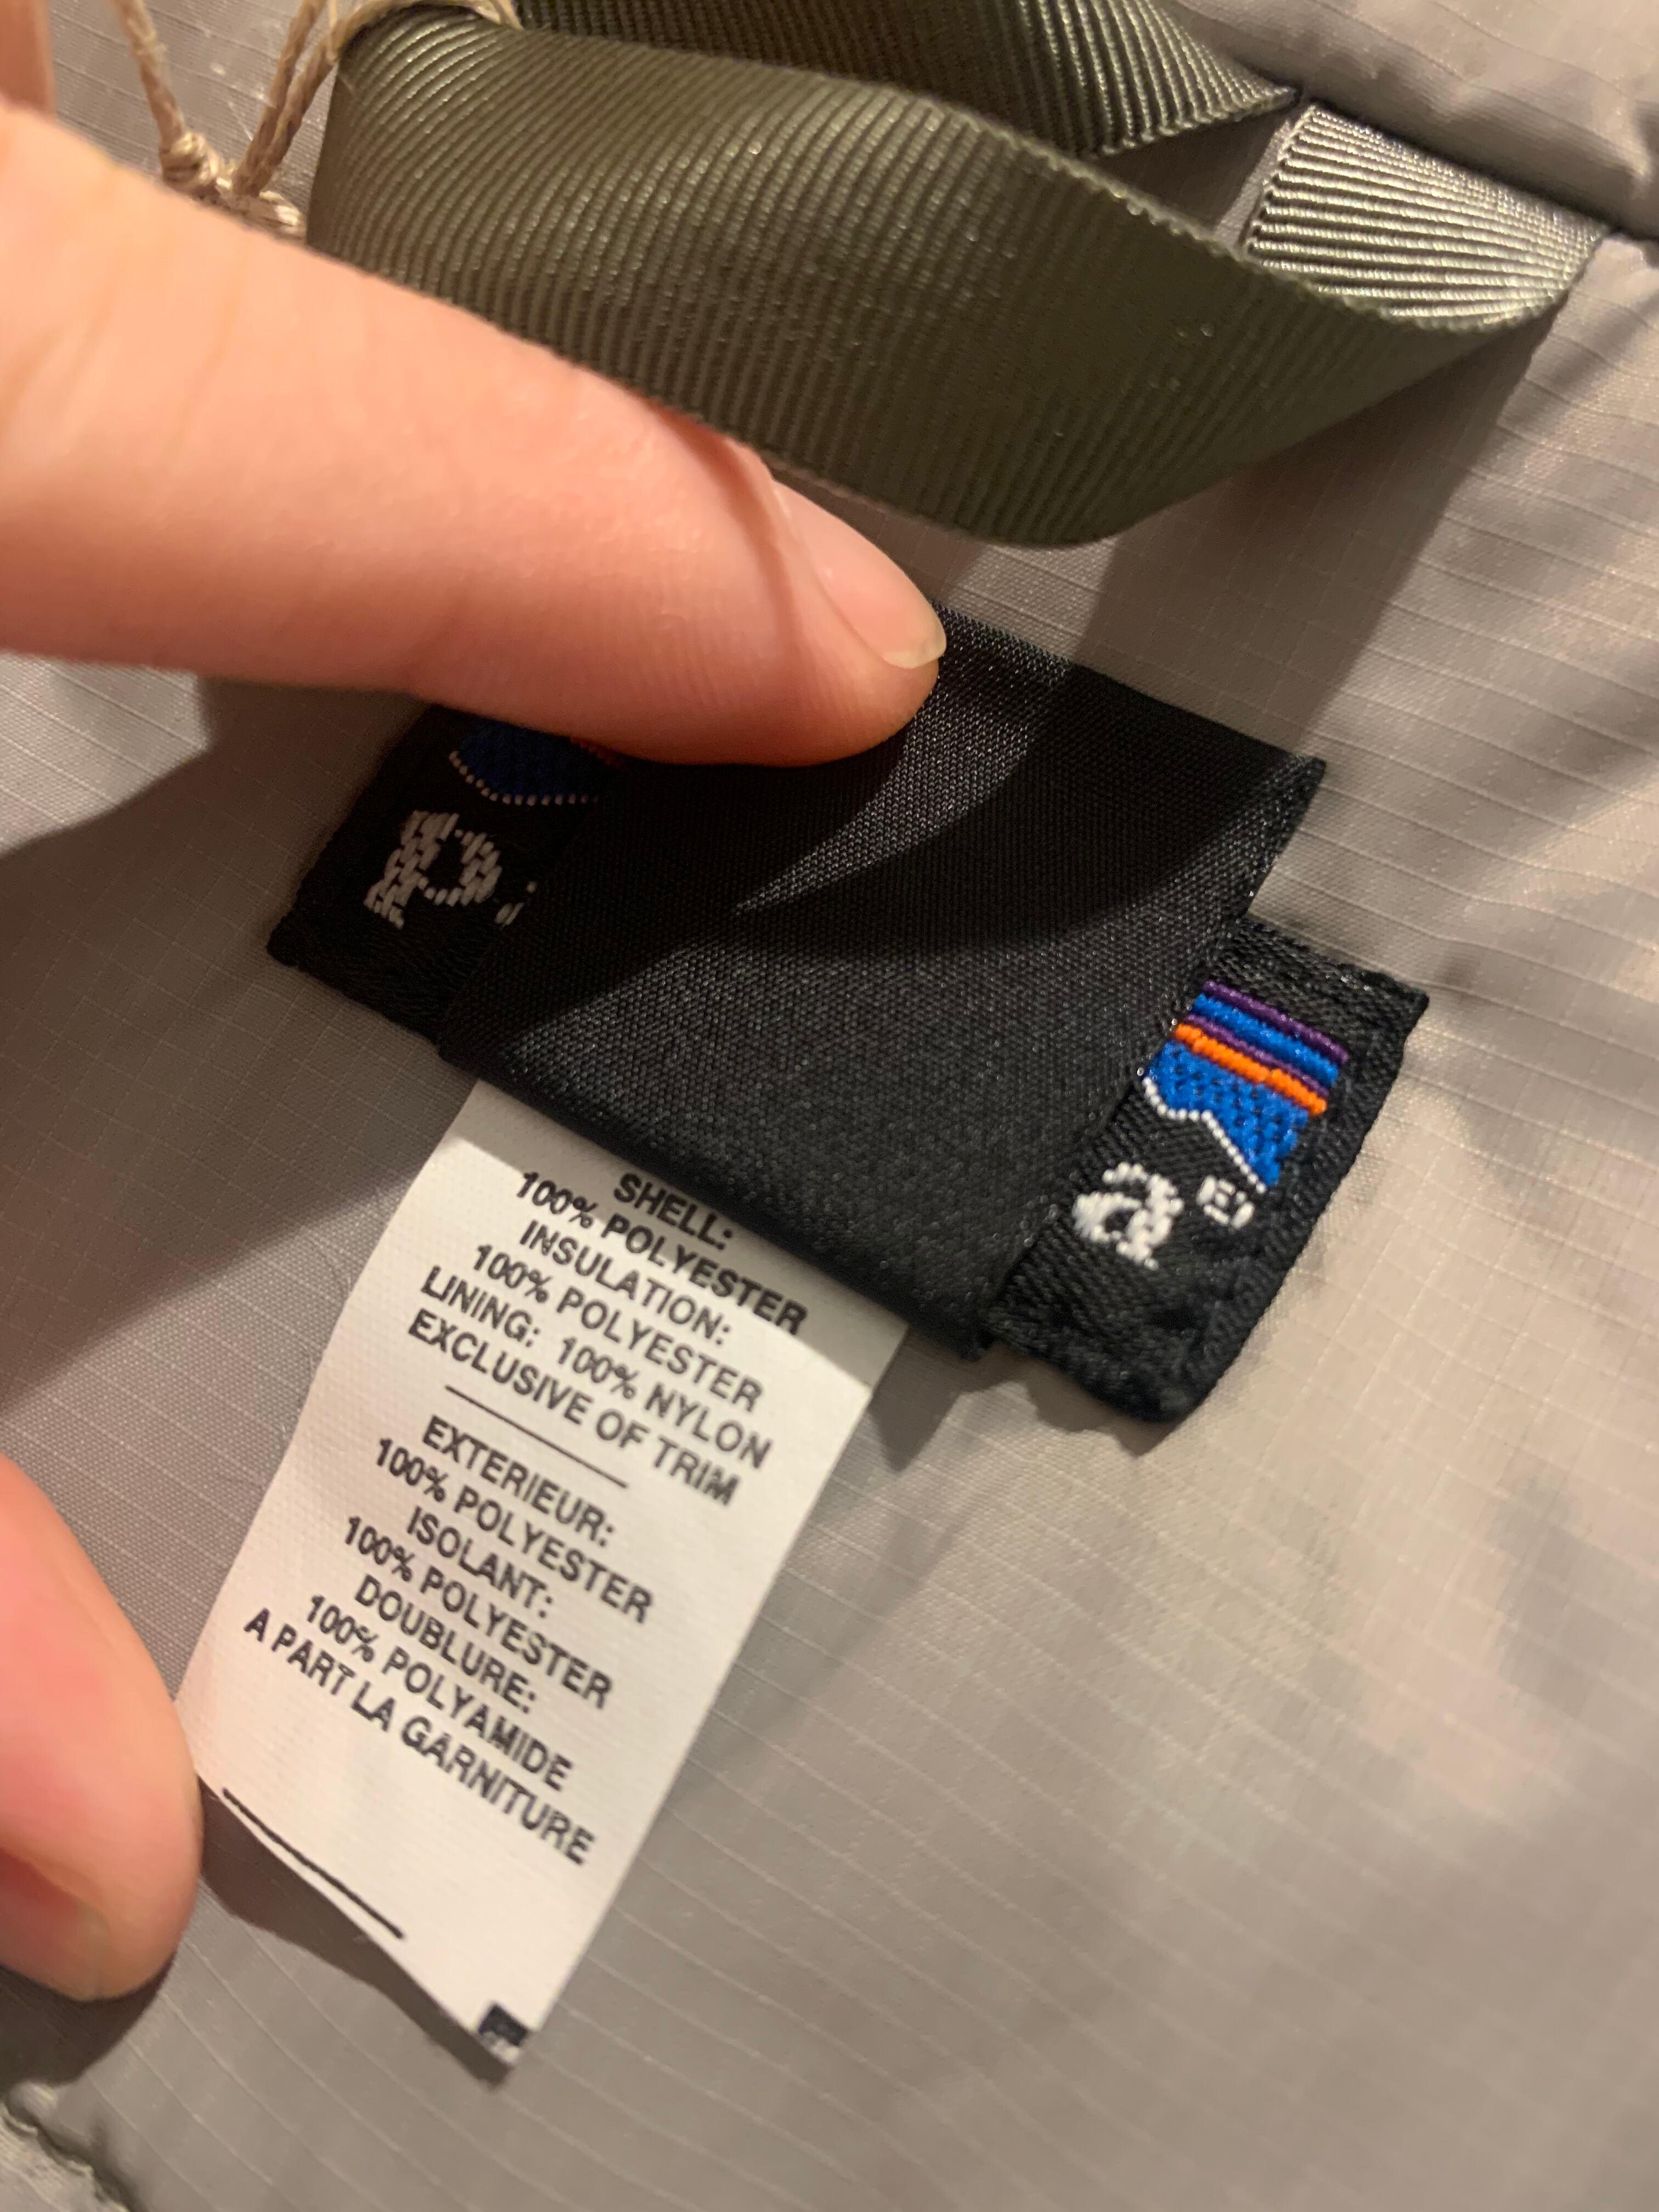 P
a®
SHELL:
100% POLYESTER
INSULATION:
100% POLYESTER
LINING: 100% NYLON
EXCLUSIVE OF TRIM
EXTERIEUR:
100% POLYESTER
ISOLANT:
100% POLYESTER
DOUBLURE:
100% POLYAMIDE
A PART LA GARNITURE